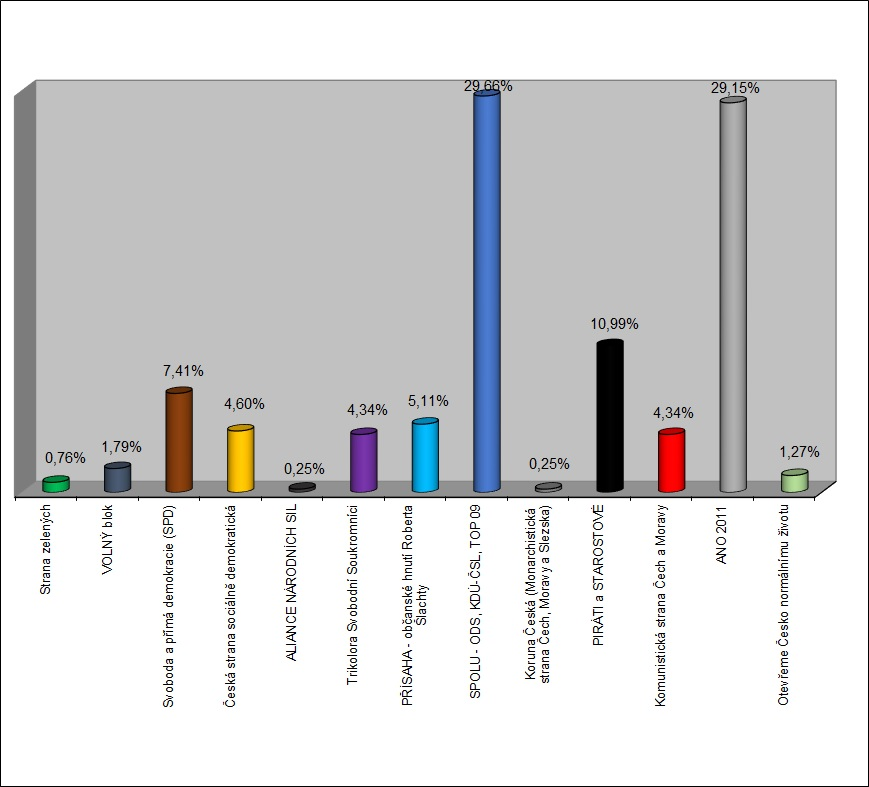 0,76%
1,79%
7,41%
4,60%
0,25%
4,34%
5,11%
29,66%
0,25%
10,99%
4,34%
29,15%
1,27%
Strana zelených
VOLNÝ blok
Svoboda a přímá demokracie (SPD)
Česká strana sociálně demokratická
ALIANCE NÁRODNÍCH SIL
Trikolora Svobodní Soukromníci
PŘÍSAHA - občanské hnutí Roberta
Šlachty
SPOLU - ODS, KDÚ-ČSL, TOP 09
Koruna Česká (Monarchistická
strana Čech, Moravy a Slezska)
PIRÁTI a STAROSTOVÉ
Komunistická strana Čech a Moravy
ANO 2011
Otevřeme Česko normálnímu životu